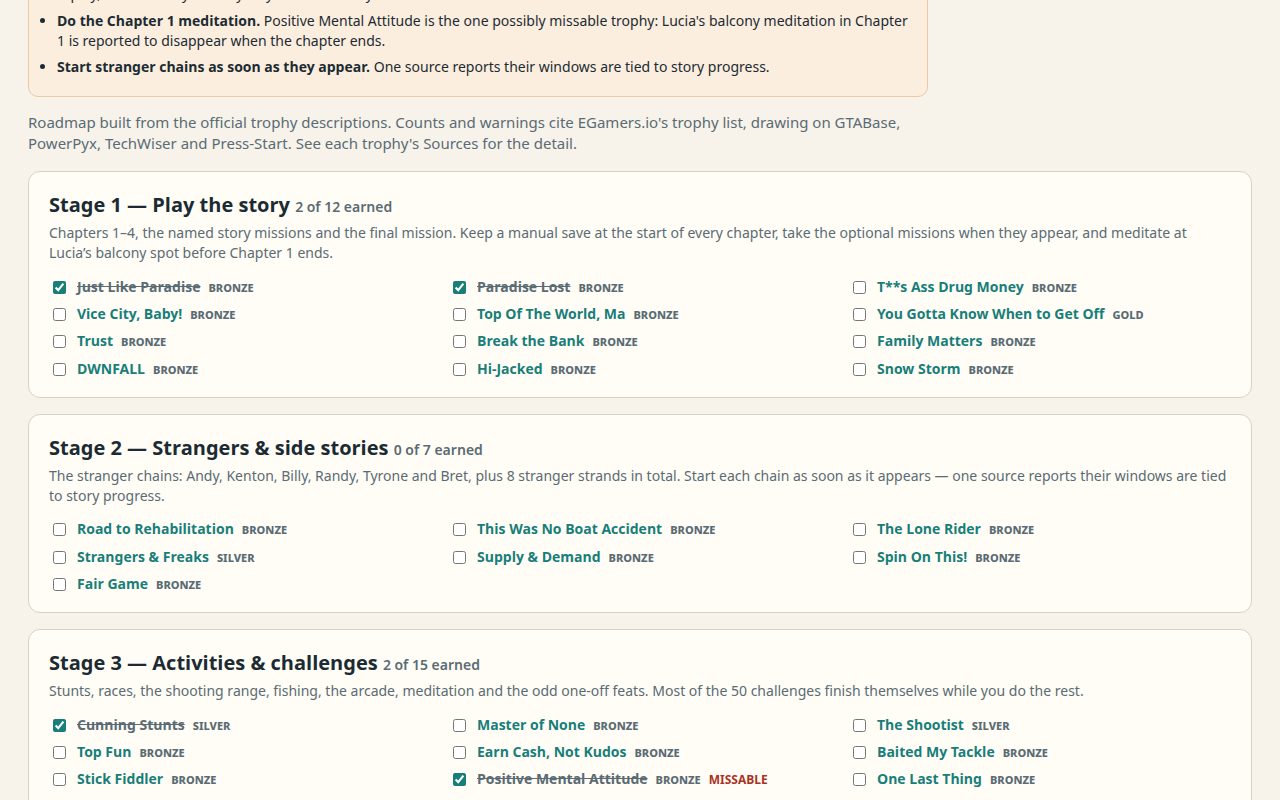 Do the Chapter 1 meditation. Positive Mental Attitude is the one possibly missable trophy: Lucia's balcony meditation in Chapter
1 is reported to disappear when the chapter ends.
Start stranger chains as soon as they appear. One source reports their windows are tied to story progress.
Roadmap built from the official trophy descriptions. Counts and warnings cite EGamers.io's trophy list, drawing on GTABase,
PowerPyx, TechWiser and Press-Start. See each trophy's Sources for the detail.
Stage 1 — Play the story 2 of 12 earned
Chapters 1–4, the named story missions and the final mission. Keep a manual save at the start of every chapter, take the optional missions when they appear, and meditate at
Lucia’s balcony spot before Chapter 1 ends.
Just Like Paradise BRONZE Paradise Lost BRONZE T**s Ass Drug Money BRONZE
Vice City, Baby! BRONZE Top Of The World, Ma BRONZE You Gotta Know When to Get Off GOLD
Trust BRONZE Break the Bank BRONZE Family Matters BRONZE
DWNFALL BRONZE Hi-Jacked BRONZE Snow Storm BRONZE
Stage 2 — Strangers & side stories 0 of 7 earned
The stranger chains: Andy, Kenton, Billy, Randy, Tyrone and Bret, plus 8 stranger strands in total. Start each chain as soon as it appears — one source reports their windows are tied
to story progress.
Road to Rehabilitation BRONZE This Was No Boat Accident BRONZE The Lone Rider BRONZE
Strangers & Freaks SILVER Supply & Demand BRONZE Spin On This! BRONZE
Fair Game BRONZE
Stage 3 — Activities & challenges 2 of 15 earned
Stunts, races, the shooting range, fishing, the arcade, meditation and the odd one-off feats. Most of the 50 challenges finish themselves while you do the rest.
Cunning Stunts SILVER Master of None BRONZE The Shootist SILVER
Top Fun BRONZE Earn Cash, Not Kudos BRONZE Baited My Tackle BRONZE
Stick Fiddler BRONZE Positive Mental Attitude BRONZE MISSABLE One Last Thing BRONZE